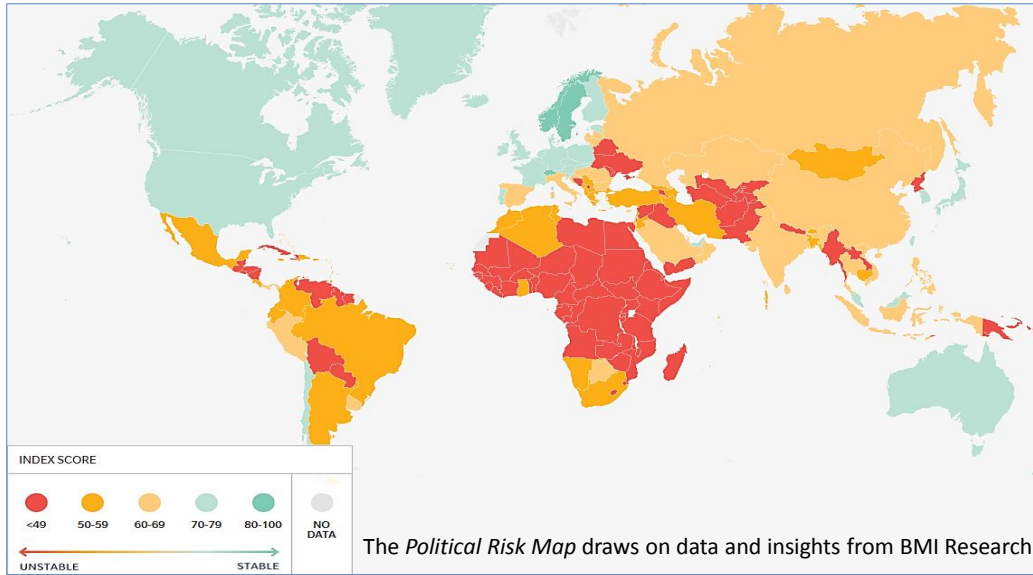 INDEX SCORE
<49 50-59 60-69 70-79 80-100 NO DATA
UNSTABLE STABLE
The Political Risk Map draws on data and insights from BMI Research